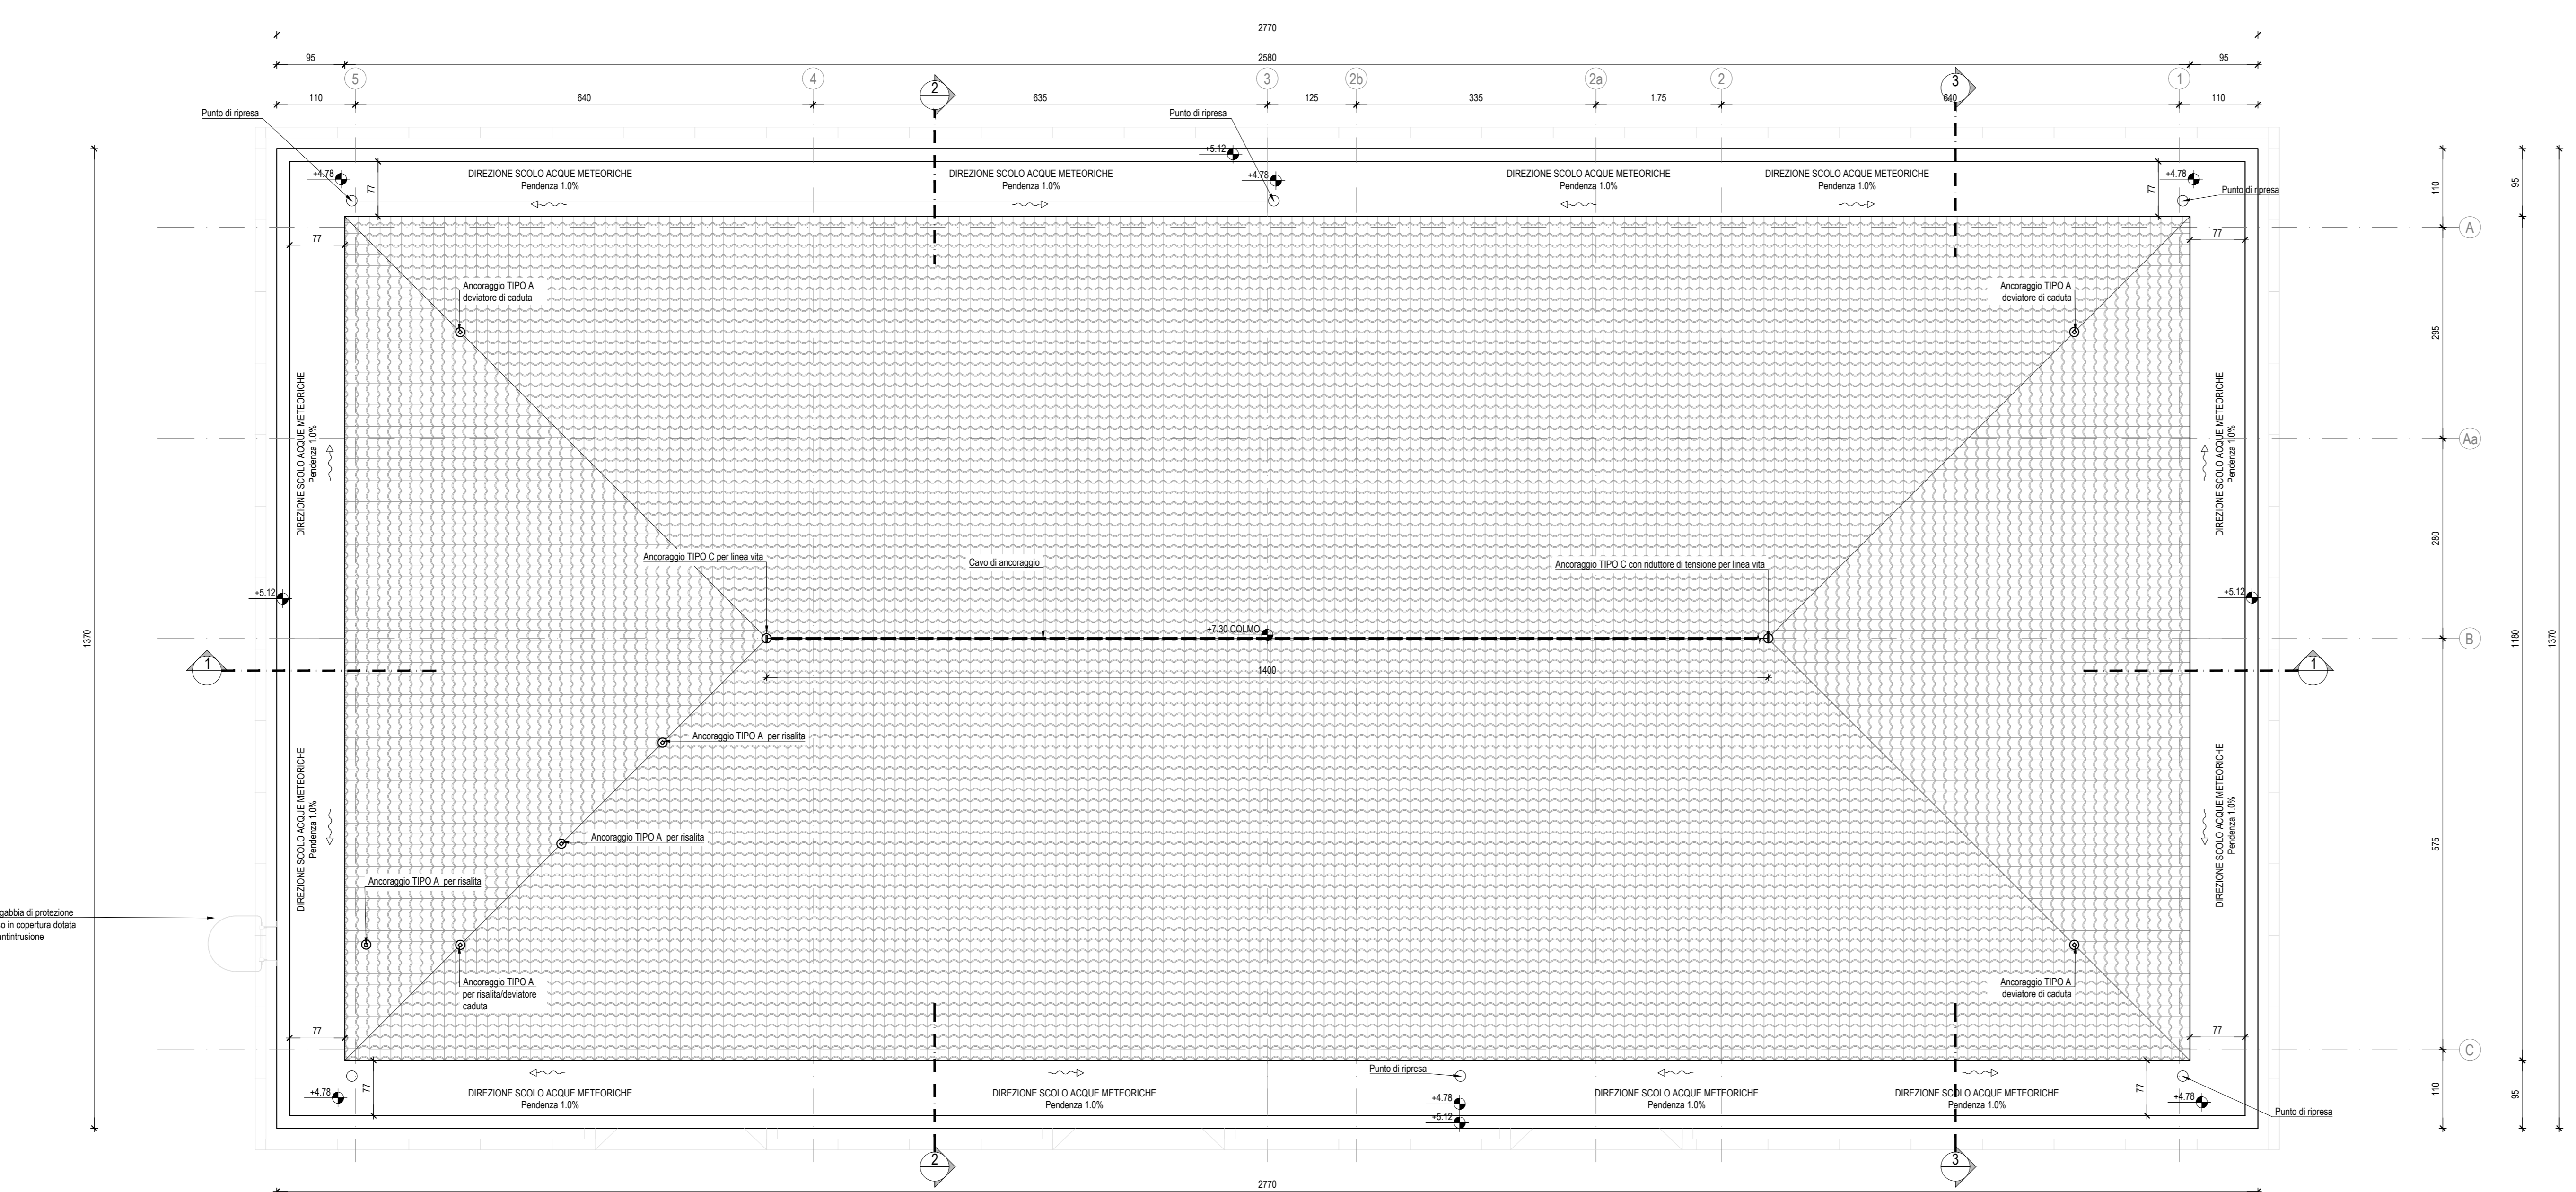 2770
95
2580
95
5
4
3
2b
2a
2
1
2
3
110
640
635
125
335
1.75
640
110
Punto di ripresa
Punto di ripresa
+5.12
+4.78
DIREZIONE SCOLO ACQUE METEORICHE
Pendenza 1.0%
DIREZIONE SCOLO ACQUE METEORICHE
Pendenza 1.0%
+4.78
DIREZIONE SCOLO ACQUE METEORICHE
Pendenza 1.0%
DIREZIONE SCOLO ACQUE METEORICHE
Pendenza 1.0%
+4.78
Punto di ripresa
77
77
110
95
A
77
77
Ancoraggio TIPO A
deviatore di caduta
Ancoraggio TIPO A
deviatore di caduta
295
DIREZIONE SCOLO ACQUE METEORICHE
Pendenza 1.0%
DIREZIONE SCOLO ACQUE METEORICHE
Pendenza 1.0%
Aa
280
Ancoraggio TIPO C per linea vita
Cavo di ancoraggio
Ancoraggio TIPO C con riduttore di tensione per linea vita
+5.12
+5.12
1370
+7.30 COLMO
B
1180
1370
1
1400
1
Ancoraggio TIPO A per risalita
DIREZIONE SCOLO ACQUE METEORICHE
Pendenza 1.0%
DIREZIONE SCOLO ACQUE METEORICHE
Pendenza 1.0%
Ancoraggio TIPO A per risalita
575
Ancoraggio TIPO A per risalita
gabbia di protezione
so in copertura dotata
antintrusione
Ancoraggio TIPO A
per risalita/deviatore
caduta
Ancoraggio TIPO A
deviatore di caduta
77
77
C
Punto di ripresa
77
77
110
95
+4.78
DIREZIONE SCOLO ACQUE METEORICHE
Pendenza 1.0%
DIREZIONE SCOLO ACQUE METEORICHE
Pendenza 1.0%
+4.78
+5.12
DIREZIONE SCOLO ACQUE METEORICHE
Pendenza 1.0%
DIREZIONE SCOLO ACQUE METEORICHE
Pendenza 1.0%
+4.78
Punto di ripresa
2
3
2770